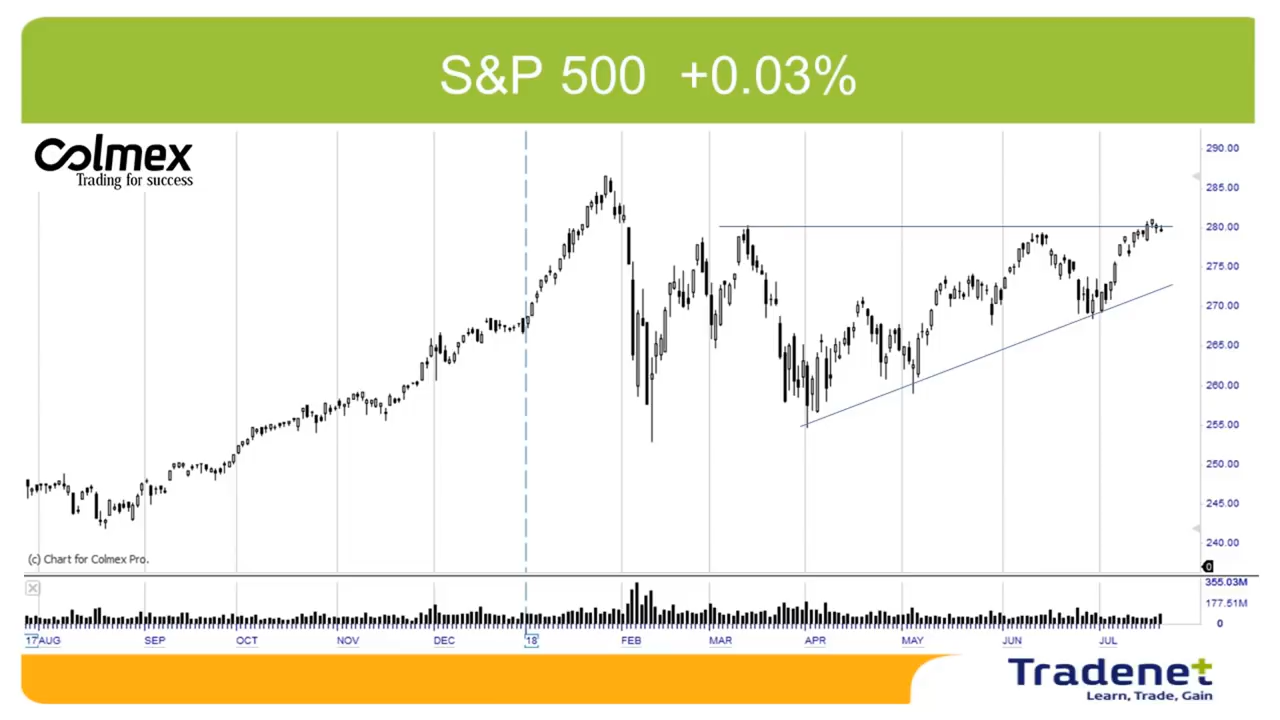 S&P 500 +0.03%
Colmex
Trading for success
290.00
285.00
280.00
275.00
270.00
265.00
260.00
255.00
250.00
245.00
240.00
(c) Chart for Colmex Pro.
0
355.03M
177.51M
0
17 AUG SEP OCT NOV DEC 18 FEB MAR APR MAY JUN JUL
Tradenet
Learn, Trade, Gain